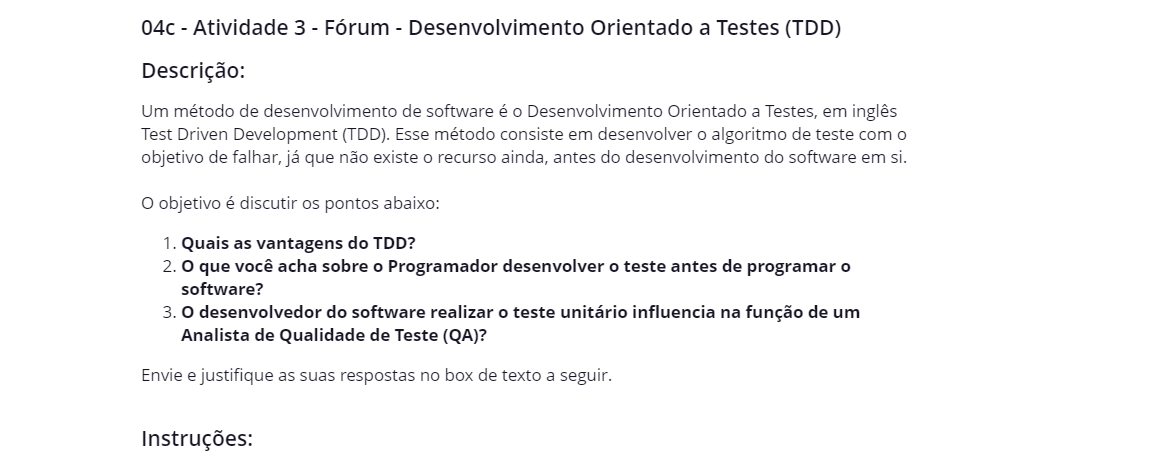 04c - Atividade 3 - Fórum - Desenvolvimento Orientado a Testes (TDD)
Descrição:
Um método de desenvolvimento de software é o Desenvolvimento Orientado a Testes, em inglês
Test Driven Development (TDD). Esse método consiste em desenvolver o algoritmo de teste com o
objetivo de falhar, já que não existe o recurso ainda, antes do desenvolvimento do software em si.
O objetivo é discutir os pontos abaixo:
1. Quais as vantagens do TDD?
2. O que você acha sobre o Programador desenvolver o teste antes de programar o
software?
3. O desenvolvedor do software realizar o teste unitário influencia na função de um
Analista de Qualidade de Teste (QA)?
Envie e justifique as suas respostas no box de texto a seguir.
Instruções: